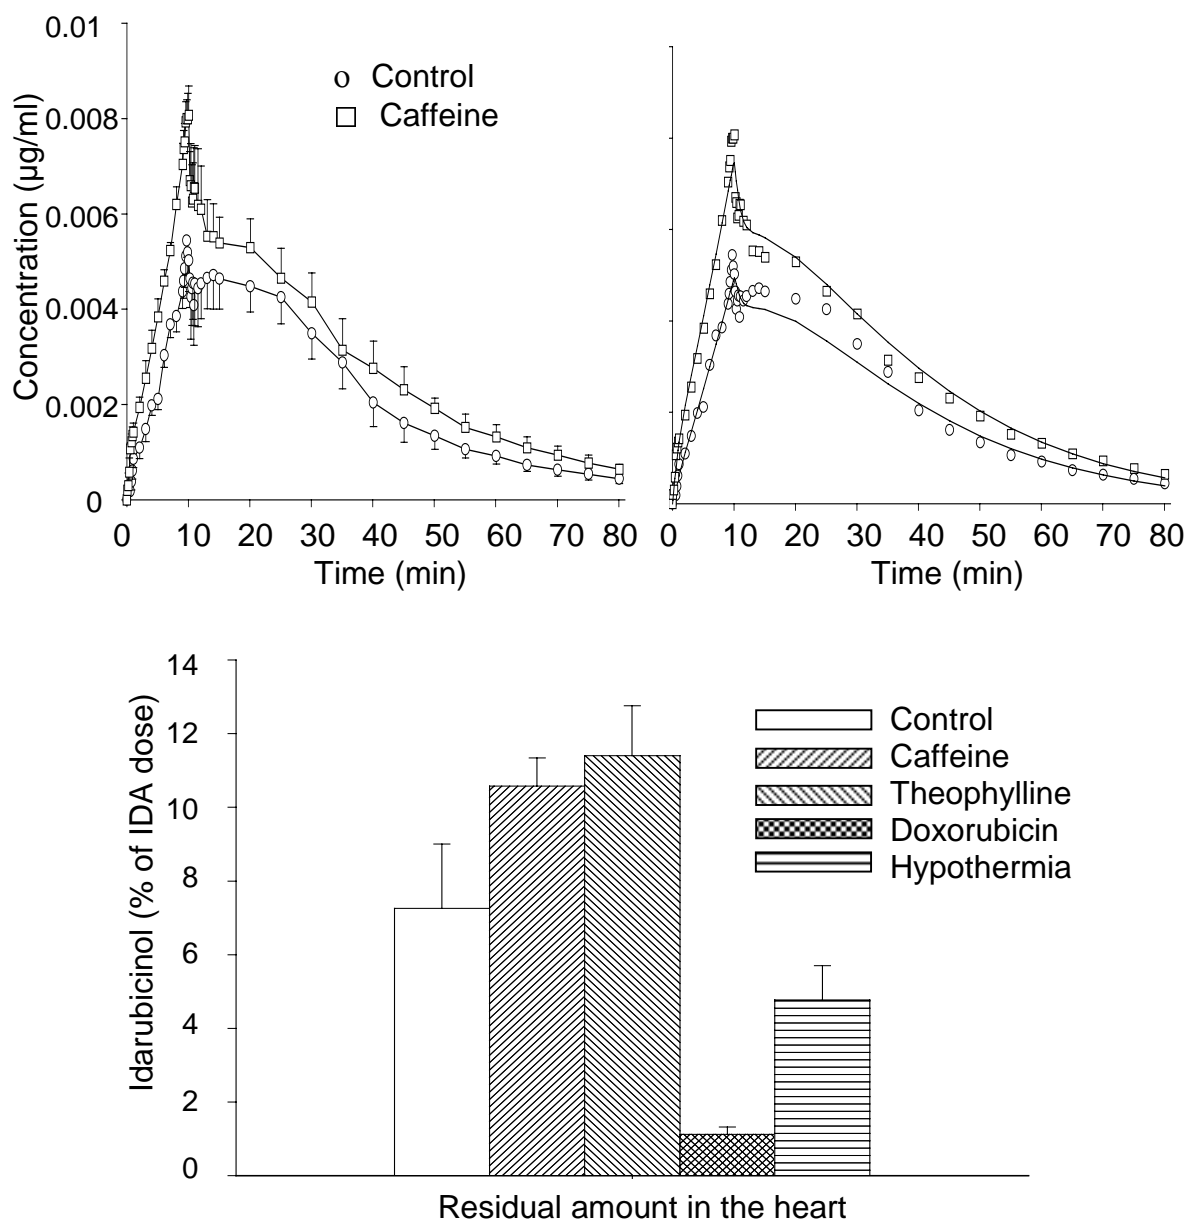 0.01
0.008
0.006
0.004
0.002
0
Concentration (µg/ml)
o Control
Caffeine
0 10 20 30 40 50 60 70 80
Time (min)
0 10 20 30 40 50 60 70 80
Time (min)
14
12
10
8
6
4
2
0
Idarubicinol (% of IDA dose)
Control
Caffeine
Theophylline
Doxorubicin
Hypothermia
Residual amount in the heart